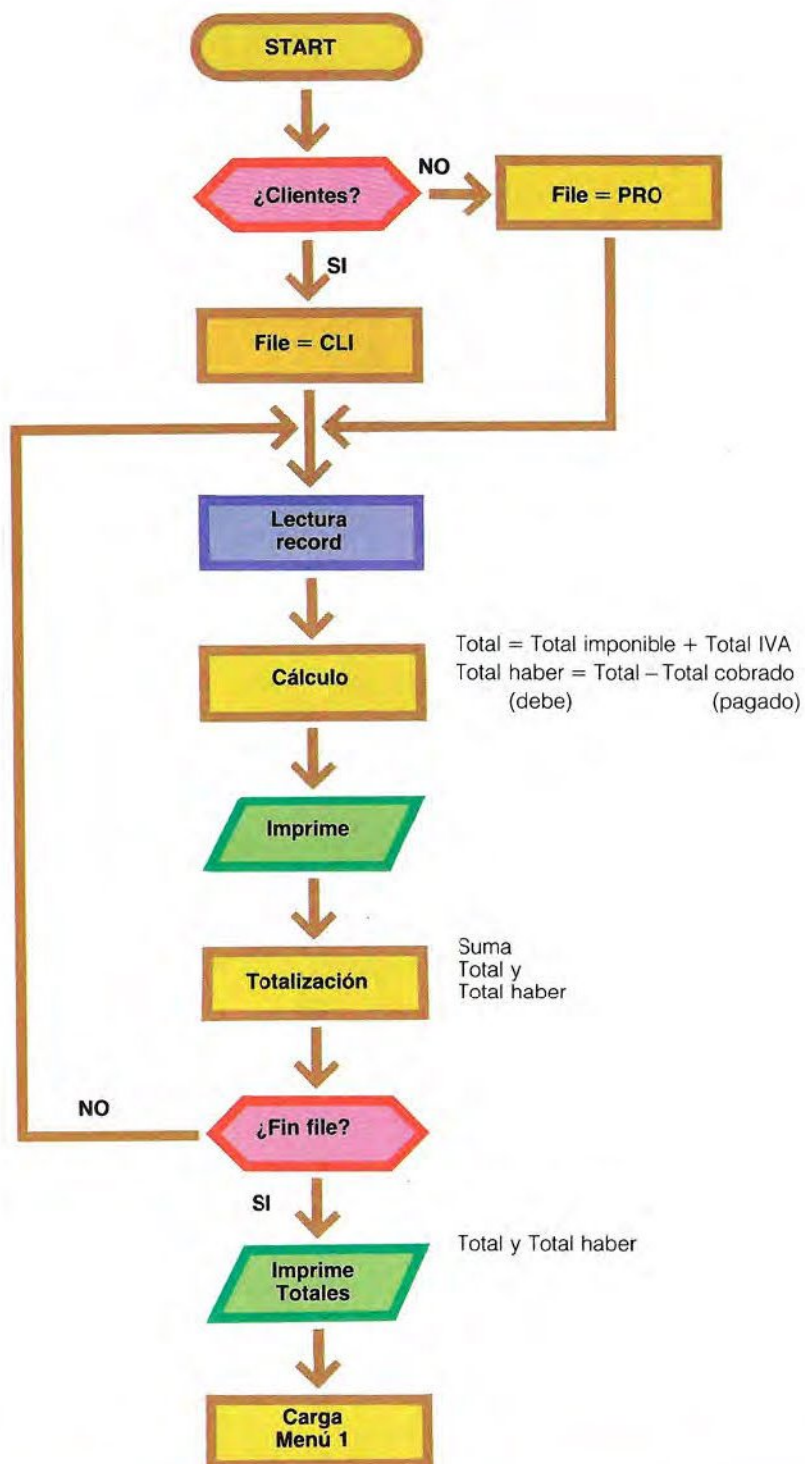 START
¿Clientes?
NO
File = PRO
SI
File = CLI
Lectura
record
Cálculo
Total = Total imponible + Total IVA
Total haber = Total – Total cobrado
(debe) (pagado)
Imprime
Totalización
Suma
Total y
Total haber
¿Fin file?
NO
SI
Imprime
Totales
Total y Total haber
Carga
Menú 1